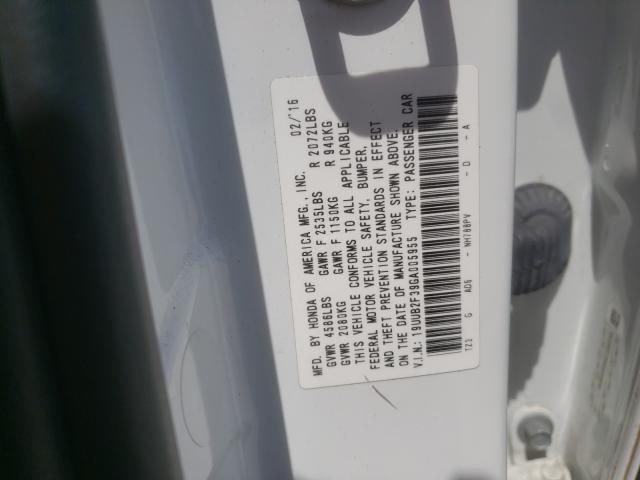 MFD. BY HONDA OF AMERICA MFG., INC. 02/'16
GVWR 4586LBS GAWR F 2535LBS R 2072LBS
GVWR 2080KG GAWR F 1150KG R 940KG
THIS VEHICLE CONFORMS TO ALL APPLICABLE
FEDERAL MOTOR VEHICLE SAFETY, BUMPER,
AND THEFT PREVENTION STANDARDS IN EFFECT
ON THE DATE OF MANUFACTURE SHOWN ABOVE.
V.I.N.: 19UUB2F39GA005955 TYPE: PASSENGER CAR
TZ3 G ADG - NH788PV - D - A